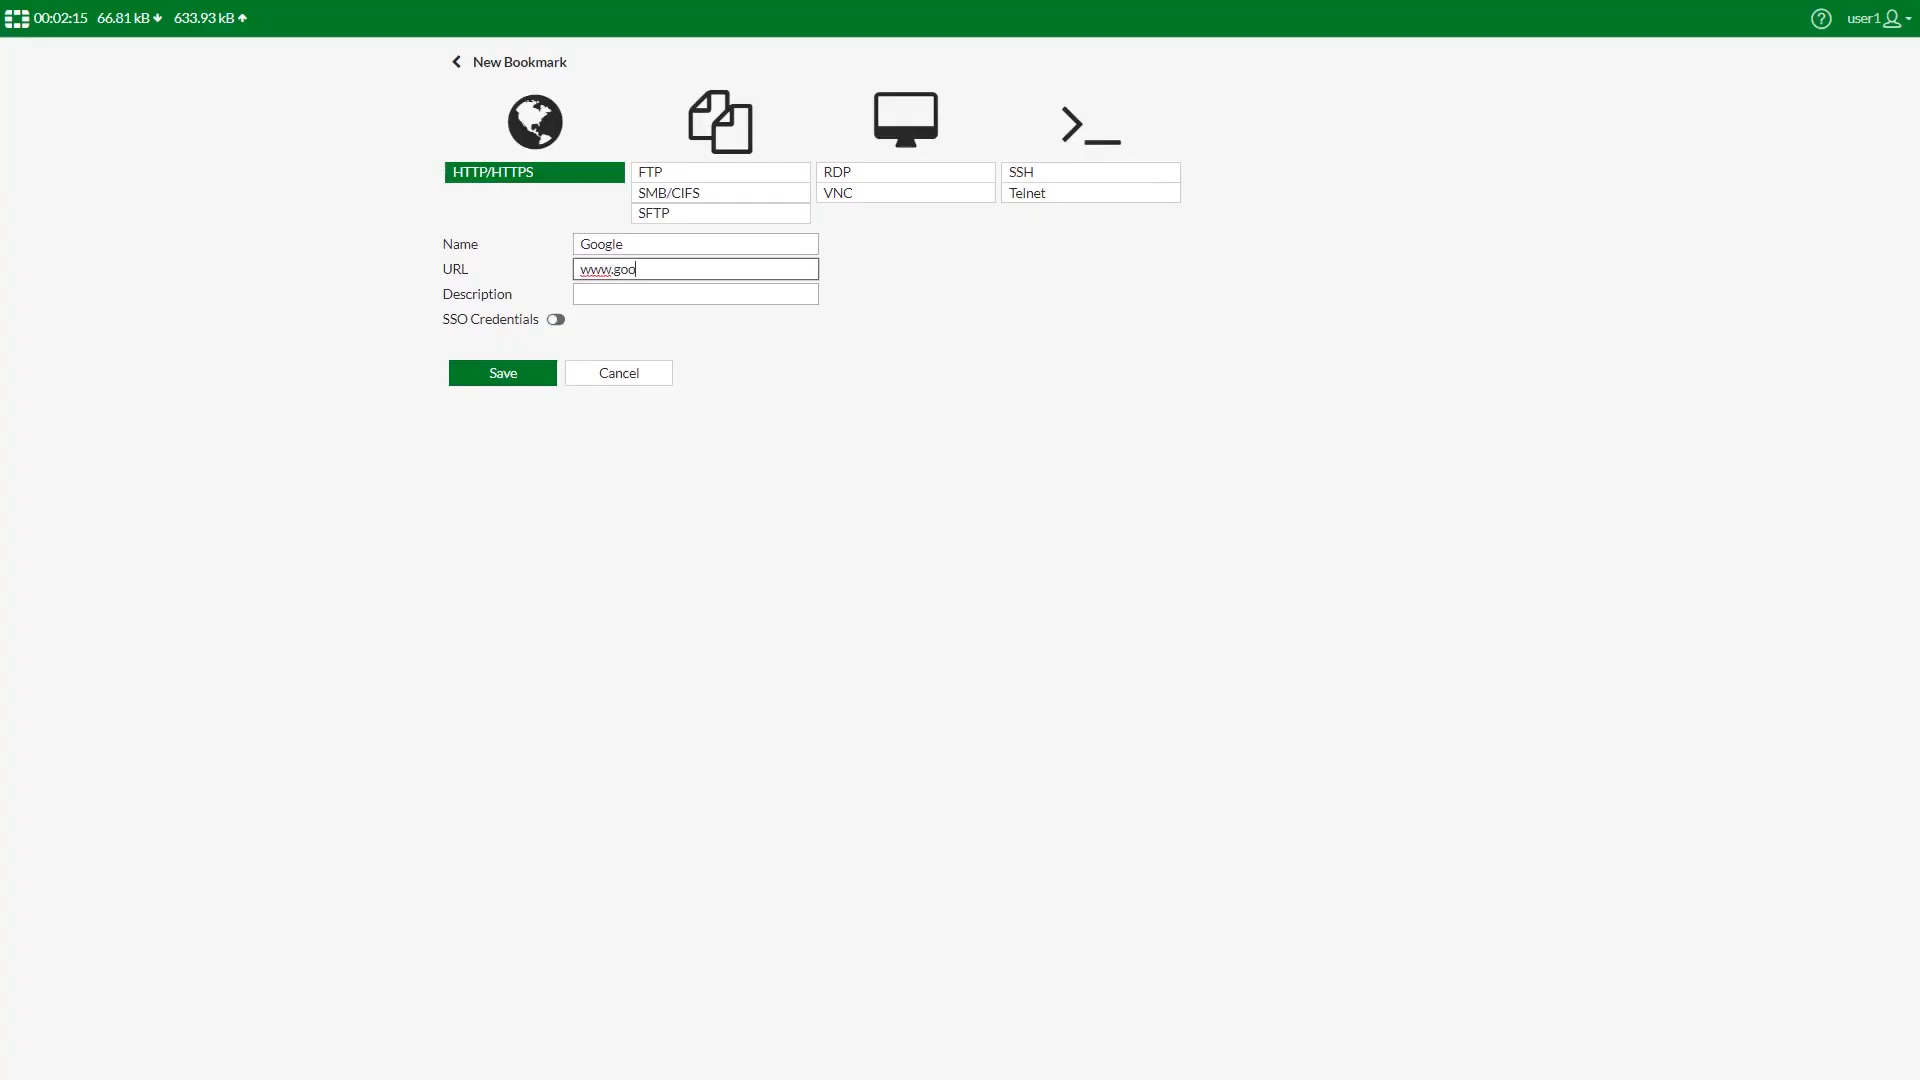 00:02:15 66.81 kB 633.93 kB user1
New Bookmark
HTTP/HTTPS FTP RDP SSH
SMB/CIFS VNC Telnet
SFTP
Name Google
URL www.goo
Description
SSO Credentials
Save Cancel